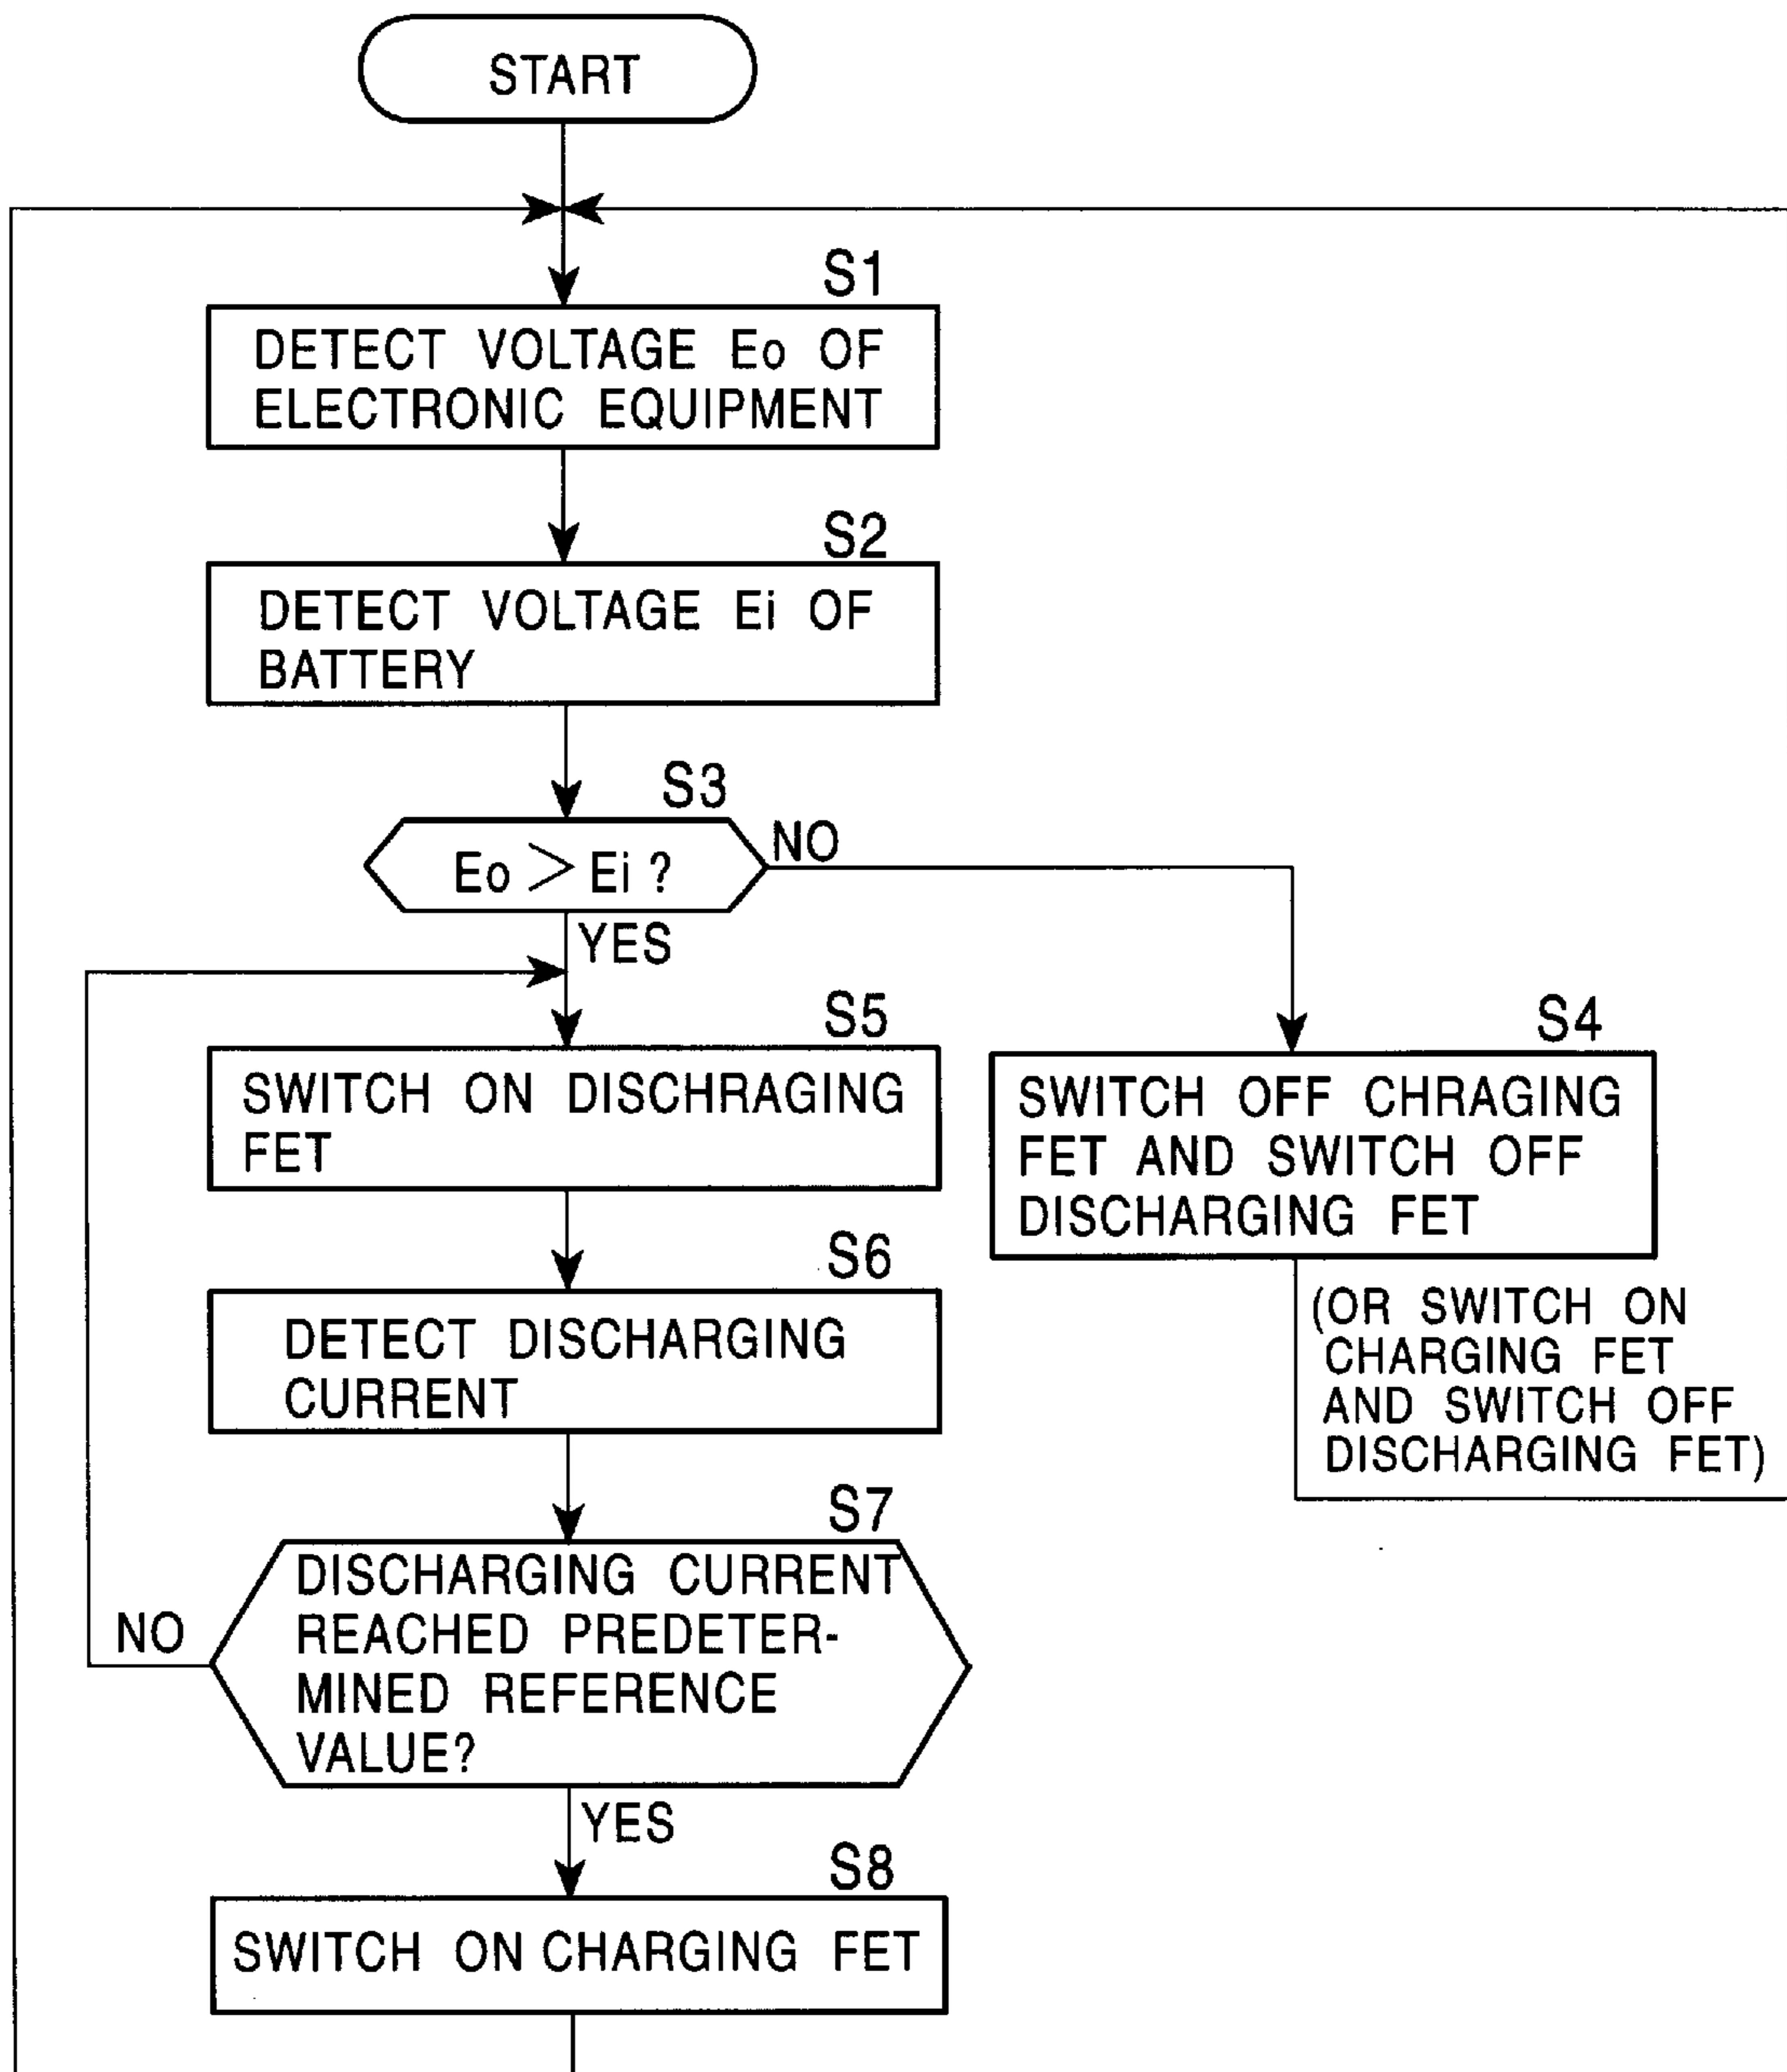 START
S1
DETECT VOLTAGE Eo OF
ELECTRONIC EQUIPMENT
S2
DETECT VOLTAGE Ei OF
BATTERY
S3
Eo > Ei ?
NO
YES
S5
SWITCH ON DISCHRAGING
FET
S4
SWITCH OFF CHRAGING
FET AND SWITCH OFF
DISCHARGING FET
(OR SWITCH ON
CHARGING FET
AND SWITCH OFF
DISCHARGING FET)
S6
DETECT DISCHARGING
CURRENT
S7
DISCHARGING CURRENT
REACHED PREDETER-
MINED REFERENCE
VALUE?
NO
YES
S8
SWITCH ON CHARGING FET